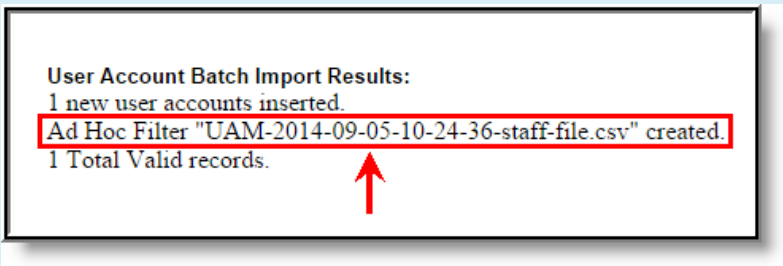 User Account Batch Import Results:
1 new user accounts inserted.
Ad Hoc Filter "UAM-2014-09-05-10-24-36-staff-file.csv" created.
1 Total Valid records.